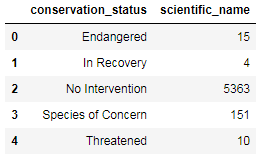 conservation_status scientific_name
0 Endangered 15
1 In Recovery 4
2 No Intervention 5363
3 Species of Concern 151
4 Threatened 10